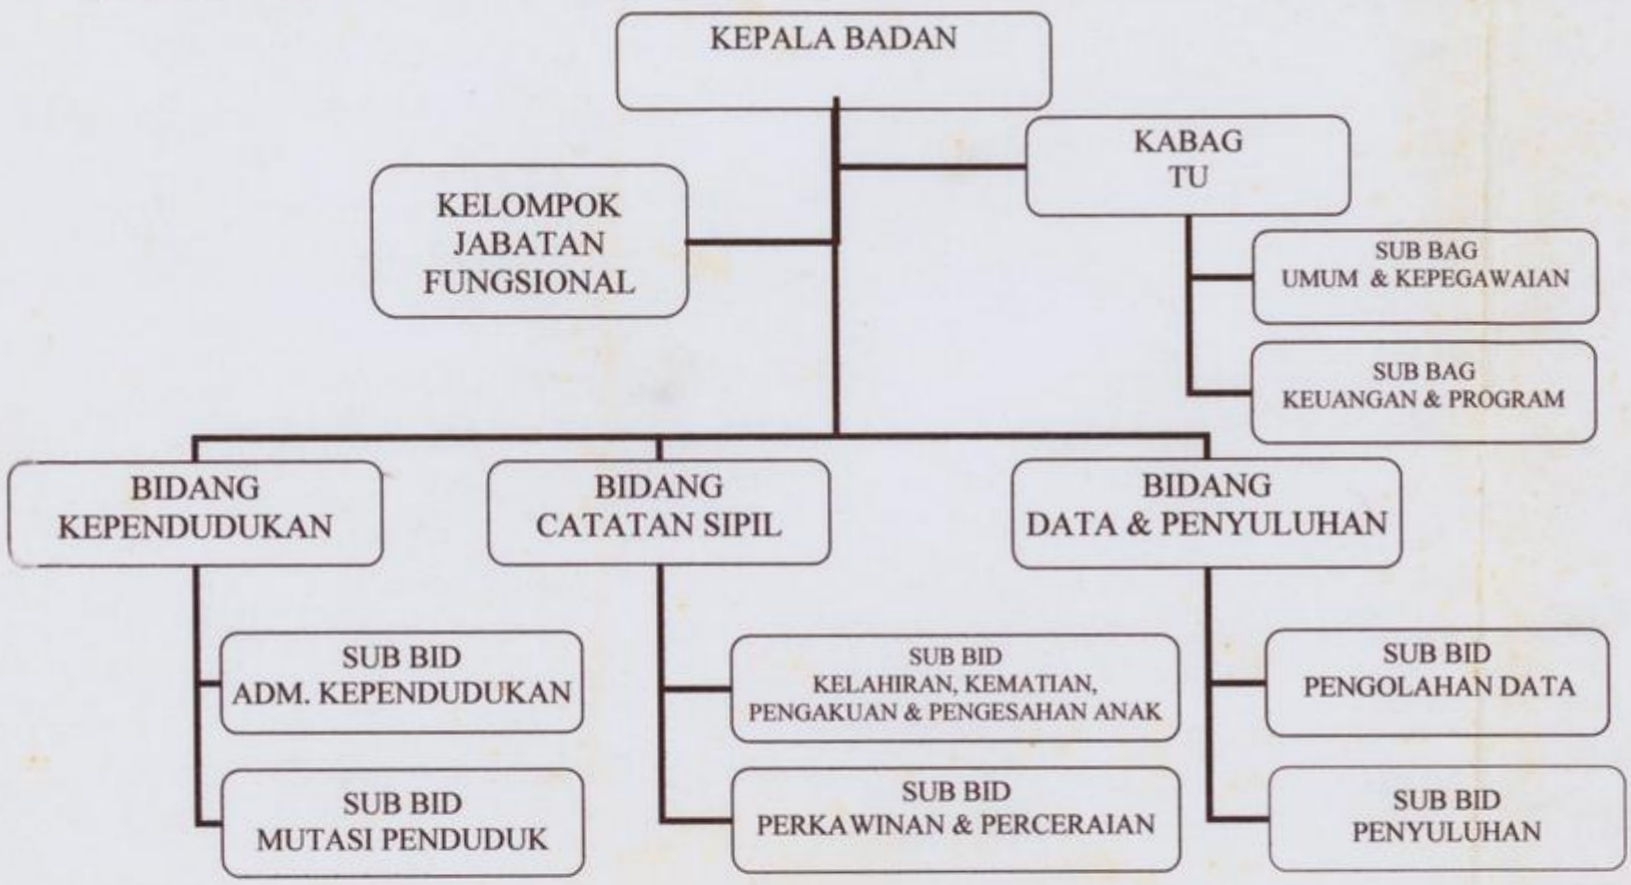 KEPALA BADAN
KABAG
TU
KELOMPOK
JABATAN
FUNGSIONAL
SUB BAG
UMUM & KEPEGAWAIAN
SUB BAG
KEUANGAN & PROGRAM
BIDANG
KEPENDUDUKAN
BIDANG
CATATAN SIPIL
BIDANG
DATA & PENYULUHAN
SUB BID
ADM. KEPENDUDUKAN
SUB BID
KELAHIRAN, KEMATIAN,
PENGAKUAN & PENGESAHAN ANAK
SUB BID
PENGOLAHAN DATA
SUB BID
MUTASI PENDUDUK
SUB BID
PERKAWINAN & PERCERAIAN
SUB BID
PENYULUHAN